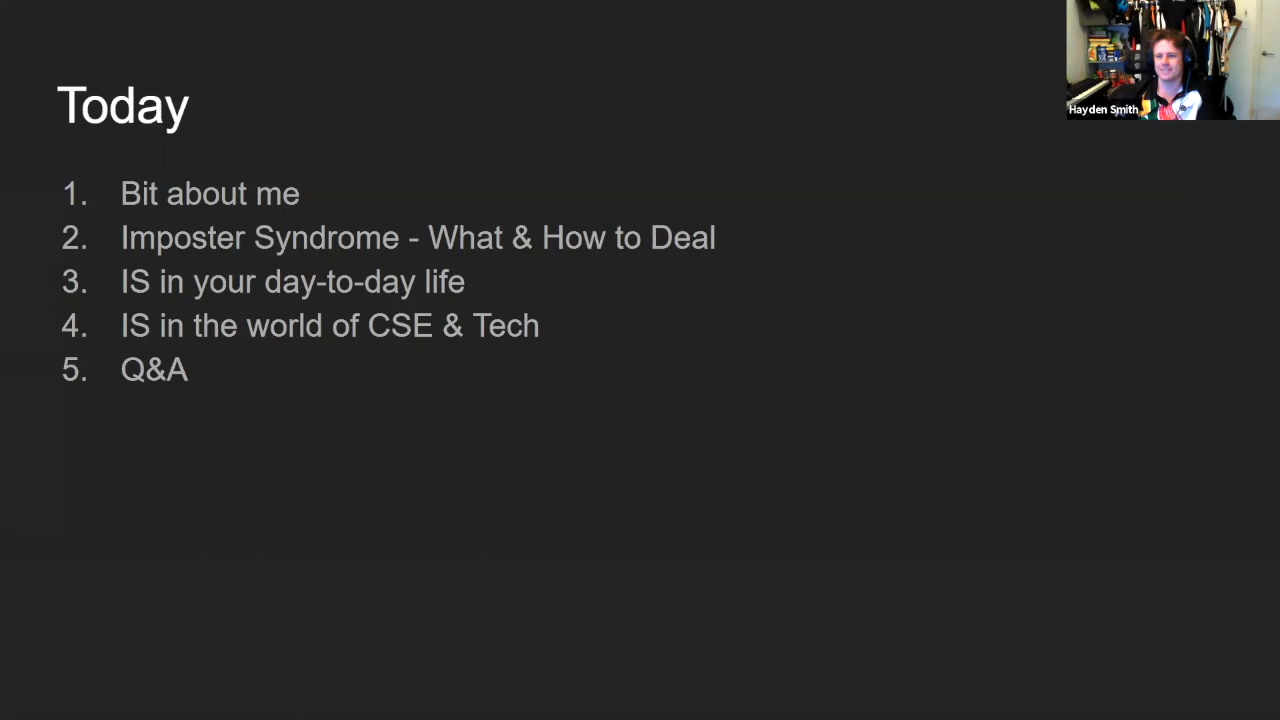 Today
1. Bit about me
2. Imposter Syndrome - What & How to Deal
3. IS in your day-to-day life
4. IS in the world of CSE & Tech
5. Q&A
Hayden Smith